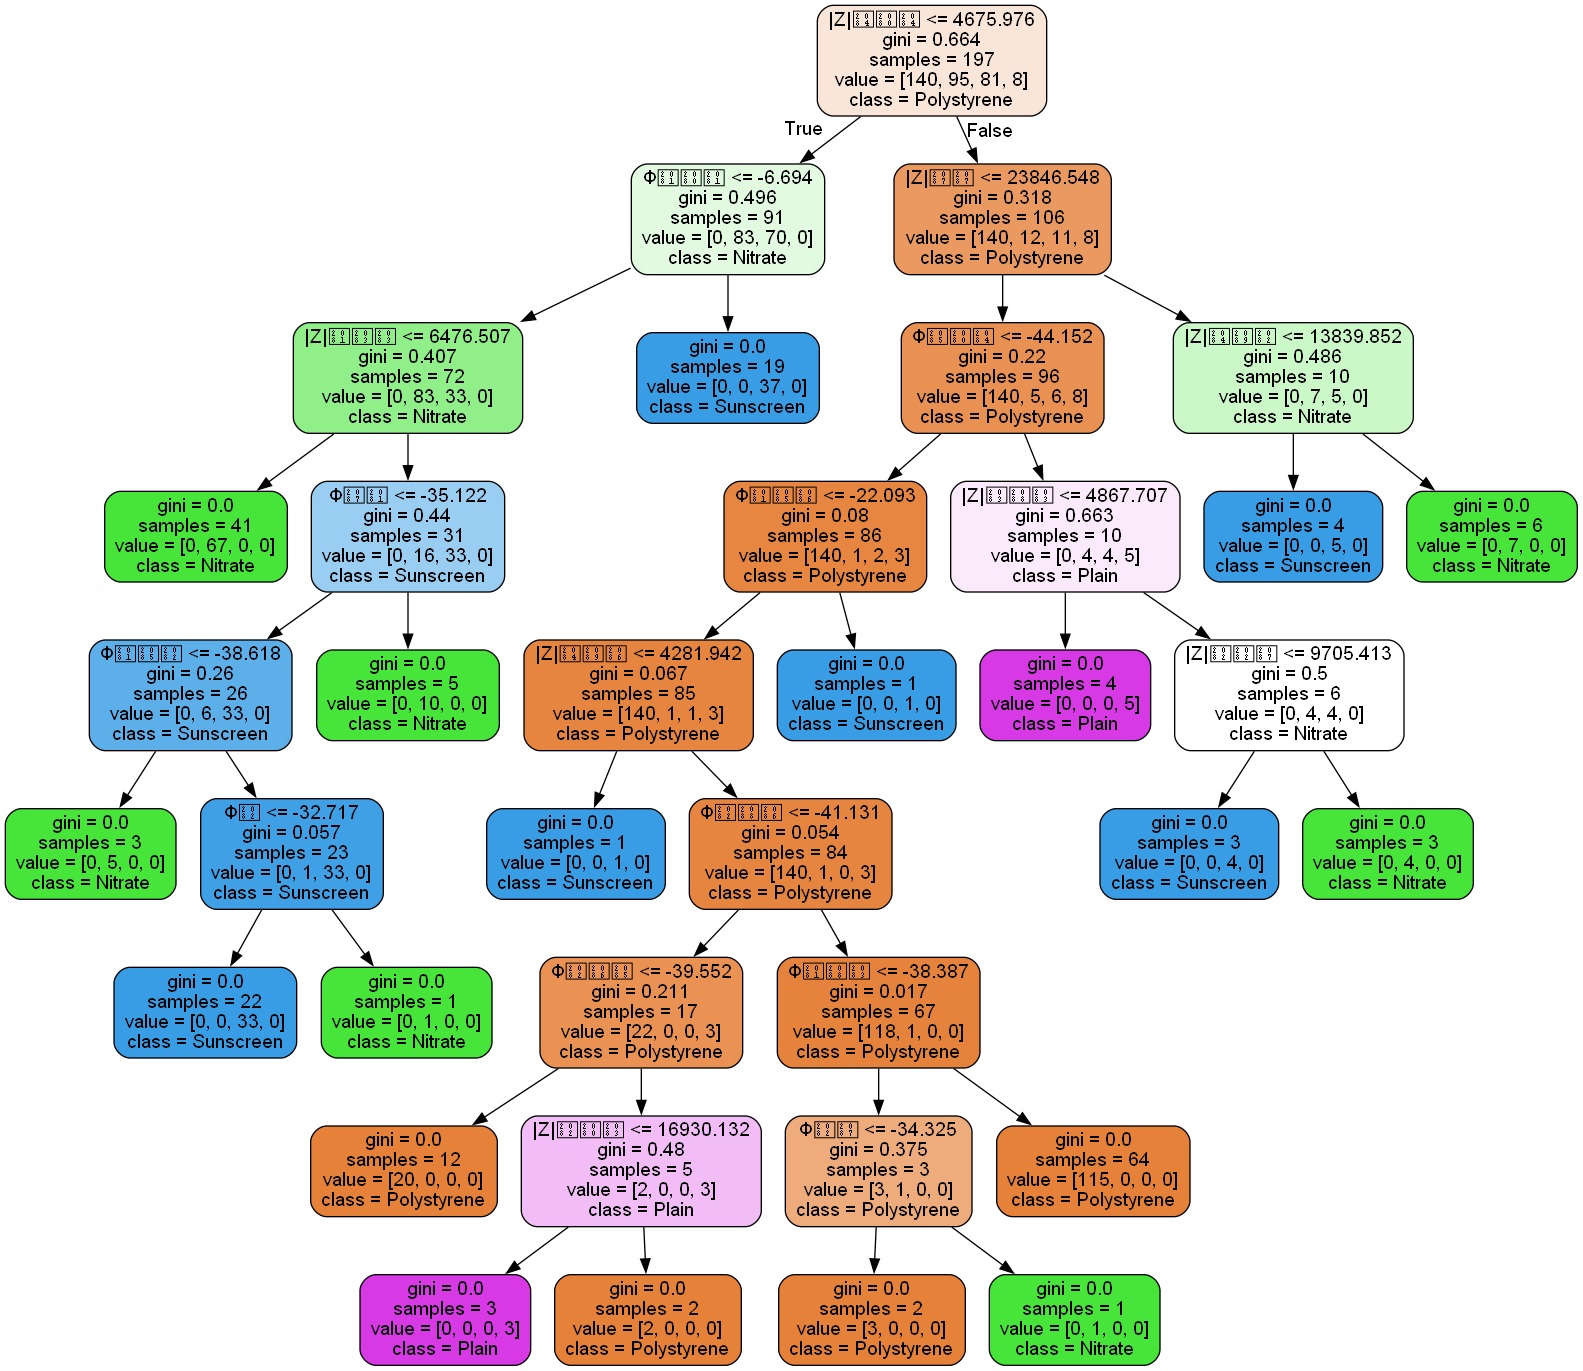 |Z| <= 4675.976
gini = 0.664
samples = 197
value = [140, 95, 81, 8]
class = Polystyrene
True
False
Φ <= -6.694
gini = 0.496
samples = 91
value = [0, 83, 70, 0]
class = Nitrate
|Z| <= 23846.548
gini = 0.318
samples = 106
value = [140, 12, 11, 8]
class = Polystyrene
|Z| <= 6476.507
gini = 0.407
samples = 72
value = [0, 83, 33, 0]
class = Nitrate
gini = 0.0
samples = 19
value = [0, 0, 37, 0]
class = Sunscreen
Φ <= -44.152
gini = 0.22
samples = 96
value = [140, 5, 6, 8]
class = Polystyrene
|Z| <= 13839.852
gini = 0.486
samples = 10
value = [0, 7, 5, 0]
class = Nitrate
gini = 0.0
samples = 41
value = [0, 67, 0, 0]
class = Nitrate
Φ <= -35.122
gini = 0.44
samples = 31
value = [0, 16, 33, 0]
class = Sunscreen
Φ <= -22.093
gini = 0.08
samples = 86
value = [140, 1, 2, 3]
class = Polystyrene
|Z| <= 4867.707
gini = 0.663
samples = 10
value = [0, 4, 4, 5]
class = Plain
gini = 0.0
samples = 4
value = [0, 0, 5, 0]
class = Sunscreen
gini = 0.0
samples = 6
value = [0, 7, 0, 0]
class = Nitrate
Φ <= -38.618
gini = 0.26
samples = 26
value = [0, 6, 33, 0]
class = Sunscreen
gini = 0.0
samples = 5
value = [0, 10, 0, 0]
class = Nitrate
|Z| <= 4281.942
gini = 0.067
samples = 85
value = [140, 1, 1, 3]
class = Polystyrene
gini = 0.0
samples = 1
value = [0, 0, 1, 0]
class = Sunscreen
gini = 0.0
samples = 4
value = [0, 0, 0, 5]
class = Plain
|Z| <= 9705.413
gini = 0.5
samples = 6
value = [0, 4, 4, 0]
class = Nitrate
gini = 0.0
samples = 3
value = [0, 5, 0, 0]
class = Nitrate
Φ <= -32.717
gini = 0.057
samples = 23
value = [0, 1, 33, 0]
class = Sunscreen
gini = 0.0
samples = 1
value = [0, 0, 1, 0]
class = Sunscreen
Φ <= -41.131
gini = 0.054
samples = 84
value = [140, 1, 0, 3]
class = Polystyrene
gini = 0.0
samples = 3
value = [0, 0, 4, 0]
class = Sunscreen
gini = 0.0
samples = 3
value = [0, 4, 0, 0]
class = Nitrate
gini = 0.0
samples = 22
value = [0, 0, 33, 0]
class = Sunscreen
gini = 0.0
samples = 1
value = [0, 1, 0, 0]
class = Nitrate
Φ <= -39.552
gini = 0.211
samples = 17
value = [22, 0, 0, 3]
class = Polystyrene
Φ <= -38.387
gini = 0.017
samples = 67
value = [118, 1, 0, 0]
class = Polystyrene
gini = 0.0
samples = 12
value = [20, 0, 0, 0]
class = Polystyrene
|Z| <= 16930.132
gini = 0.48
samples = 5
value = [2, 0, 0, 3]
class = Plain
Φ <= -34.325
gini = 0.375
samples = 3
value = [3, 1, 0, 0]
class = Polystyrene
gini = 0.0
samples = 64
value = [115, 0, 0, 0]
class = Polystyrene
gini = 0.0
samples = 3
value = [0, 0, 0, 3]
class = Plain
gini = 0.0
samples = 2
value = [2, 0, 0, 0]
class = Polystyrene
gini = 0.0
samples = 2
value = [3, 0, 0, 0]
class = Polystyrene
gini = 0.0
samples = 1
value = [0, 1, 0, 0]
class = Nitrate